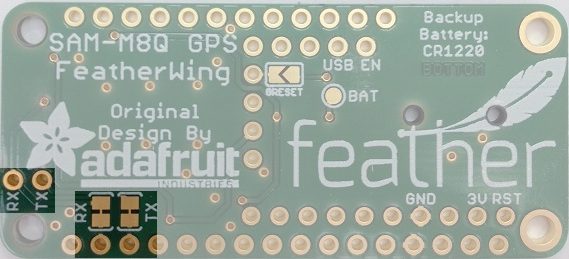 SAM-M8Q GPS
FeatherWing
Backup
Battery:
CR1220
BOTTOM
USB EN
GRESET
BAT
Original
Design By
adafruit
INDUSTRIES
feather
RX
TX
RX
TX
GND
3V RST